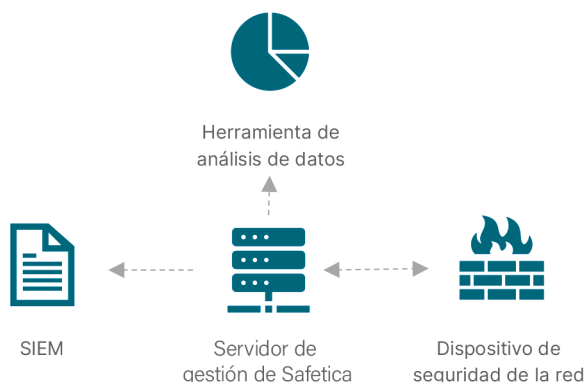 Herramienta de
análisis de datos
SIEM
Servidor de
gestión de Safetica
Dispositivo de
seguridad de la red